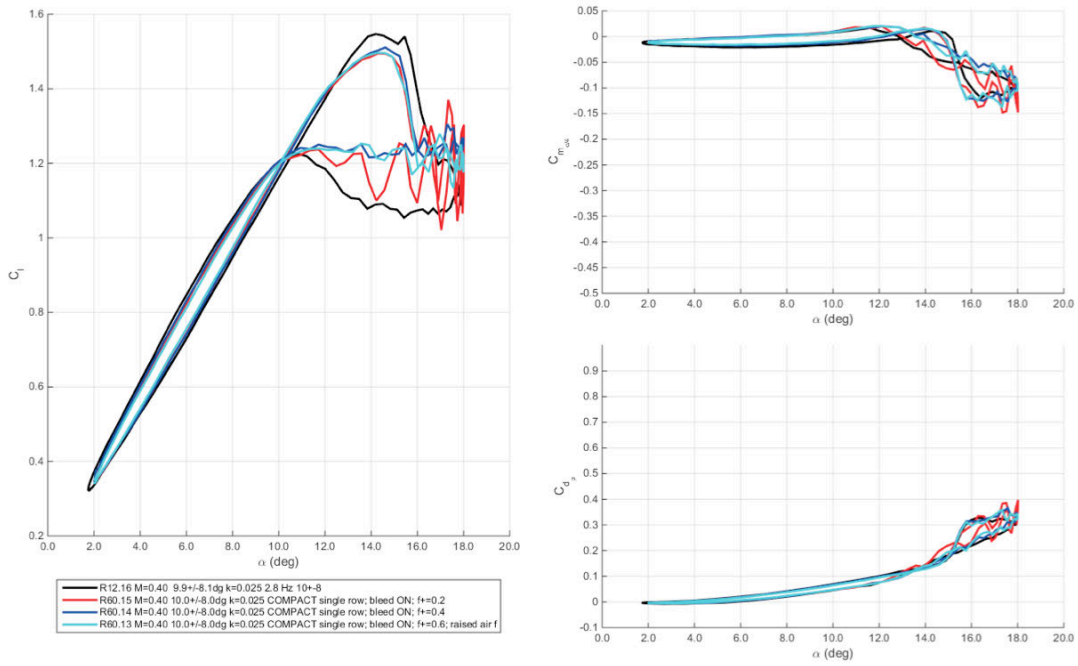 1.6
1.4
1.2
1
0.8
0.6
0.4
0.2
C_l
0.0 2.0 4.0 6.0 8.0 10.0 12.0 14.0 16.0 18.0 20.0
α (deg)
R12.16 M=0.40 9.9+/-8.1dg k=0.025 2.8 Hz 10+-8
R60.15 M=0.40 10.0+/-8.0dg k=0.025 COMPACT single row; bleed ON; f+=0.2
R60.14 M=0.40 10.0+/-8.0dg k=0.025 COMPACT single row; bleed ON; f+=0.4
R60.13 M=0.40 10.0+/-8.0dg k=0.025 COMPACT single row; bleed ON; f+=0.6; raised air f
0.05
0
-0.05
-0.1
-0.15
-0.2
-0.25
-0.3
-0.35
-0.4
-0.45
-0.5
C_m
2.0 4.0 6.0 8.0 10.0 12.0 14.0 16.0 18.0 20.0
α (deg)
0.9
0.8
0.7
0.6
0.5
0.4
0.3
0.2
0.1
0
-0.1
C_d_p
0.0 2.0 4.0 6.0 8.0 10.0 12.0 14.0 16.0 18.0 20.0
α (deg)